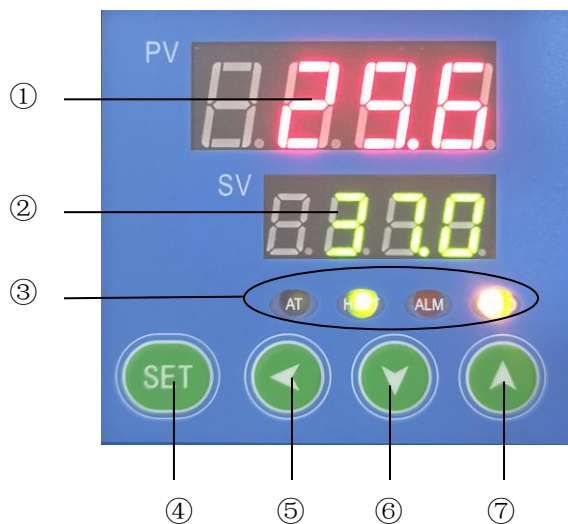 PV
① 29.6
SV
② 37.0
③ AT ALM
SET
④ ⑤ ⑥ ⑦